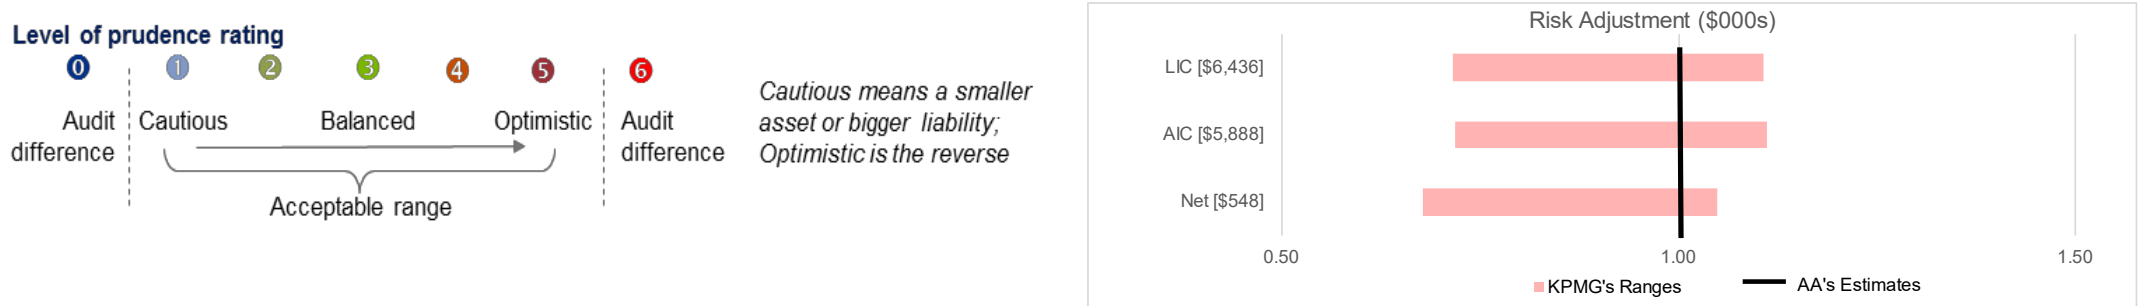 Level of prudence rating
0 1 2 3 4 5 6
Audit difference
Cautious
Balanced
Optimistic
Audit difference
Acceptable range
Cautious means a smaller
asset or bigger liability;
Optimistic is the reverse
Risk Adjustment ($000s)
LIC [$6,436]
AIC [$5,888]
Net [$548]
0.50 1.00 1.50
KPMG's Ranges
AA's Estimates